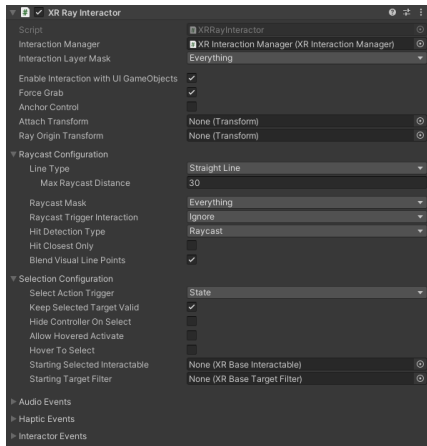 XR Ray Interactor
Script XRRayInteractor
Interaction Manager XR Interaction Manager (XR Interaction Manager)
Interaction Layer Mask Everything
Enable Interaction with UI GameObjects
Force Grab
Anchor Control
Attach Transform None (Transform)
Ray Origin Transform None (Transform)
Raycast Configuration
Line Type Straight Line
Max Raycast Distance 30
Raycast Mask Everything
Raycast Trigger Interaction Ignore
Hit Detection Type Raycast
Hit Closest Only
Blend Visual Line Points
Selection Configuration
Select Action Trigger State
Keep Selected Target Valid
Hide Controller On Select
Allow Hovered Activate
Hover To Select
Starting Selected Interactable None (XR Base Interactable)
Starting Target Filter None (XR Base Target Filter)
Audio Events
Haptic Events
Interactor Events